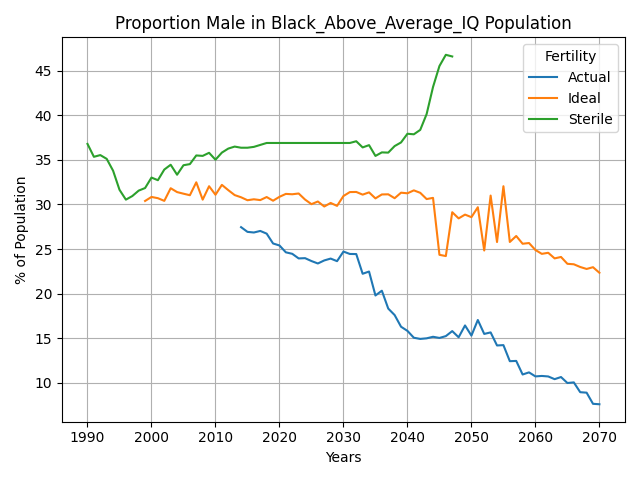 Proportion Male in Black_Above_Average_IQ Population
% of Population
45
40
35
30
25
20
15
10
Fertility
Actual
Ideal
Sterile
1990 2000 2010 2020 2030 2040 2050 2060 2070
Years